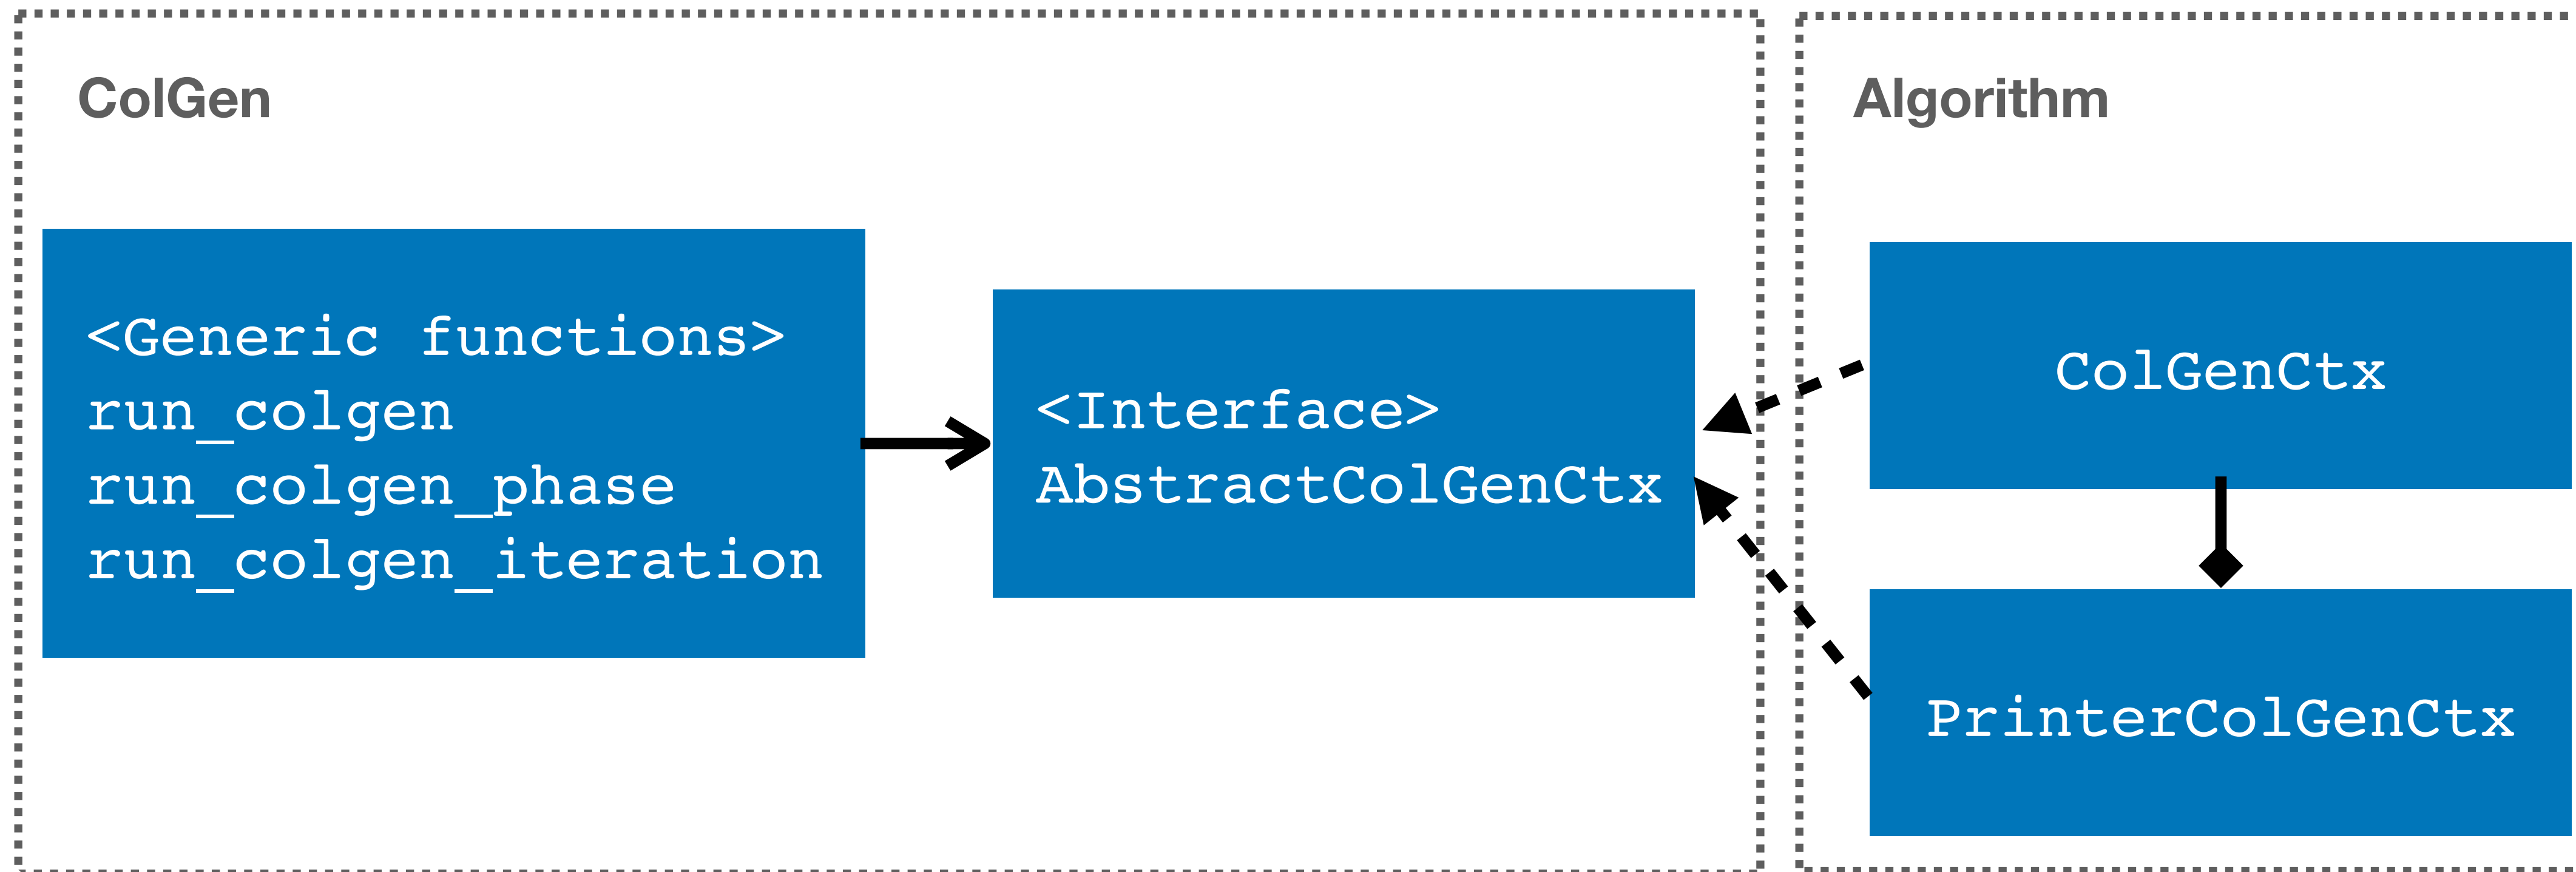 ColGen
<Generic functions>
run_colgen
run_colgen_phase
run_colgen_iteration
<Interface>
AbstractColGenCtx
Algorithm
ColGenCtx
PrinterColGenCtx